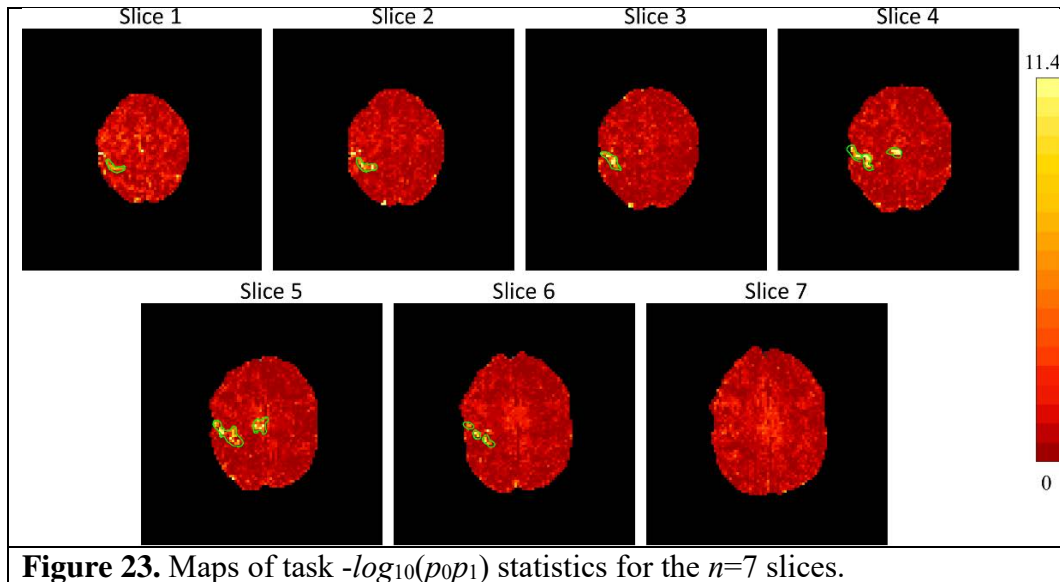 Slice 1 Slice 2 Slice 3 Slice 4
11.4
Slice 5 Slice 6 Slice 7
0
Figure 23. Maps of task -log₁₀(p₀p₁) statistics for the n=7 slices.